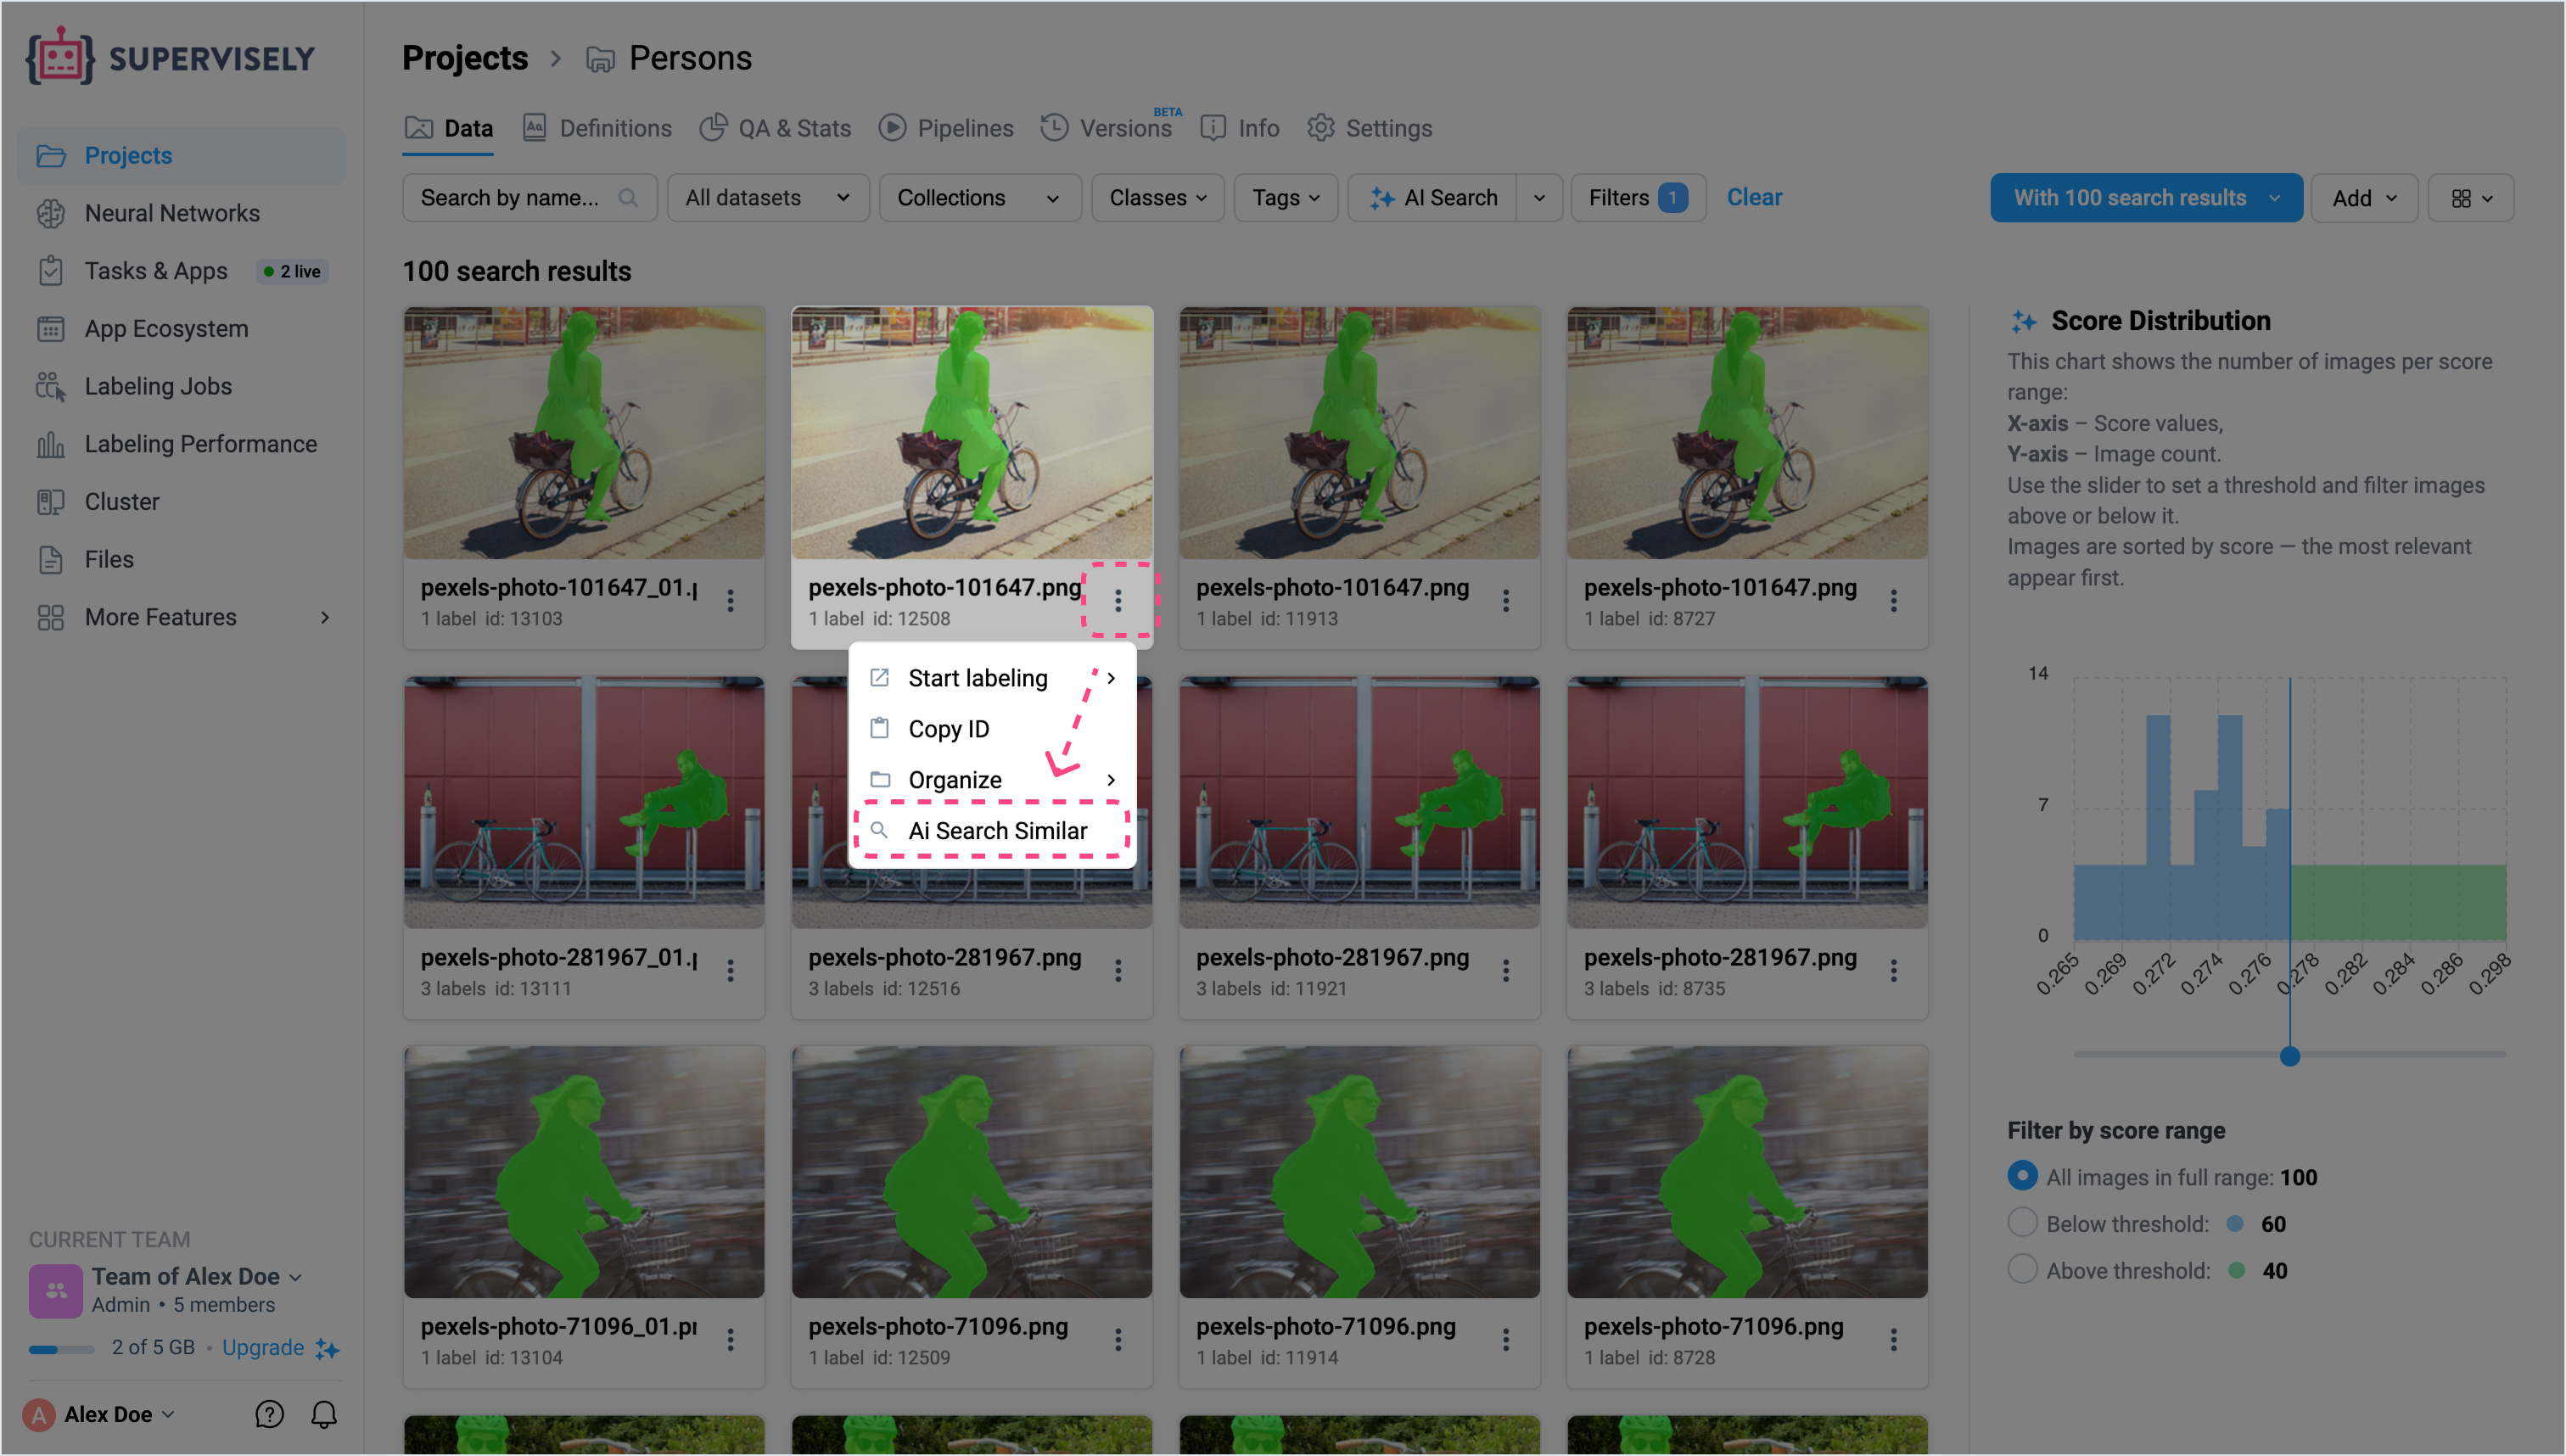 SUPERVISELY
Projects
Neural Networks
Tasks & Apps
2 live
App Ecosystem
Labeling Jobs
Labeling Performance
Cluster
Files
More Features
CURRENT TEAM
Team of Alex Doe
Admin • 5 members
2 of 5 GB • Upgrade
A
Alex Doe
Projects > Persons
Data
Definitions
QA & Stats
Pipelines
Versions
BETA
Info
Settings
Search by name...
All datasets
Collections
Classes
Tags
AI Search
Filters 1
Clear
With 100 search results
Add
100 search results
pexels-photo-101647_01.p
1 label id: 13103
pexels-photo-101647.png
1 label id: 12508
pexels-photo-101647.png
1 label id: 11913
pexels-photo-101647.png
1 label id: 8727
Start labeling
Copy ID
Organize
Ai Search Similar
pexels-photo-281967_01.p
3 labels id: 13111
pexels-photo-281967.png
3 labels id: 12516
pexels-photo-281967.png
3 labels id: 11921
pexels-photo-281967.png
3 labels id: 8735
pexels-photo-71096_01.pr
1 label id: 13104
pexels-photo-71096.png
1 label id: 12509
pexels-photo-71096.png
1 label id: 11914
pexels-photo-71096.png
1 label id: 8728
Score Distribution
This chart shows the number of images per score
range:
X-axis – Score values,
Y-axis – Image count.
Use the slider to set a threshold and filter images
above or below it.
Images are sorted by score — the most relevant
appear first.
14
7
0
0.265
0.269
0.272
0.274
0.276
0.278
0.282
0.284
0.286
0.298
Filter by score range
All images in full range: 100
Below threshold: 60
Above threshold: 40